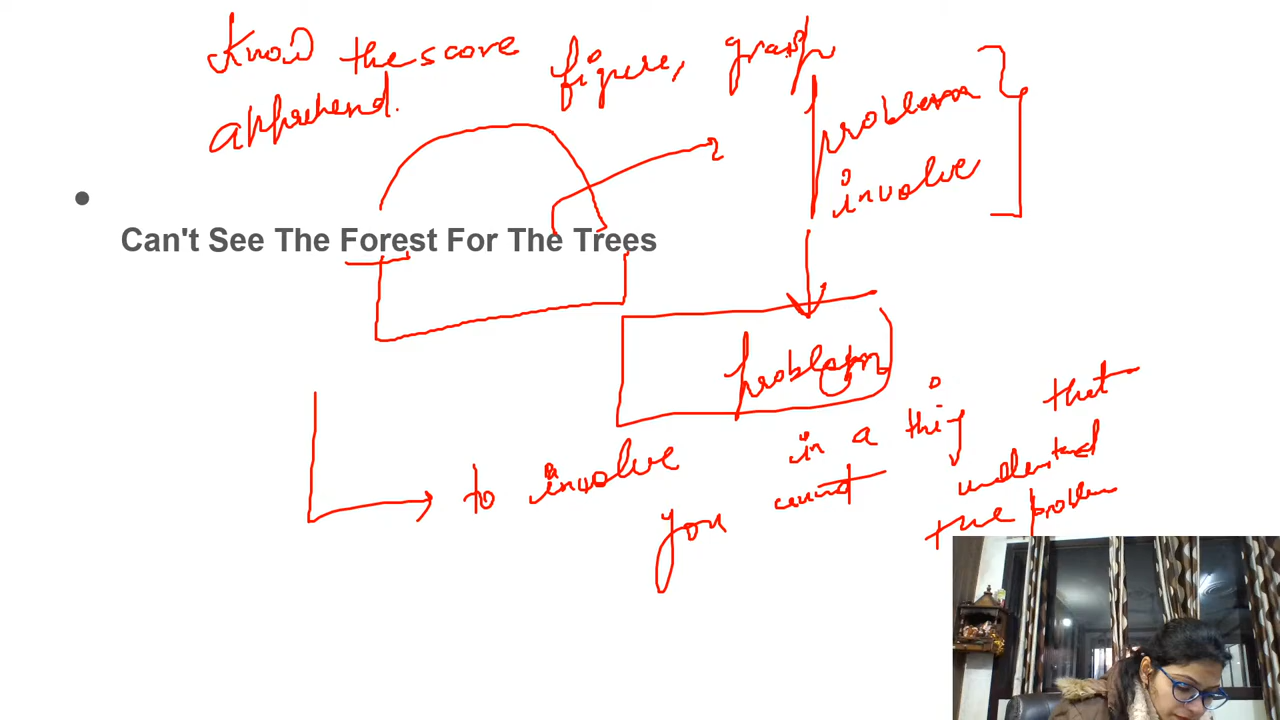 Know the score figure, grasp
apprehend.
problem
involve
Can't See The Forest For The Trees
problem
to involve in a thing that
you cannot understand
the problem